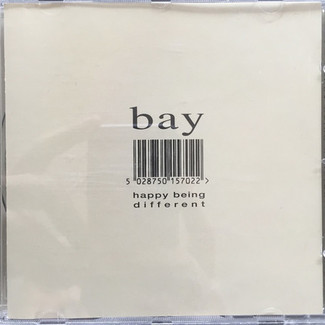 bay
5 028750 157022 >
happy being
different